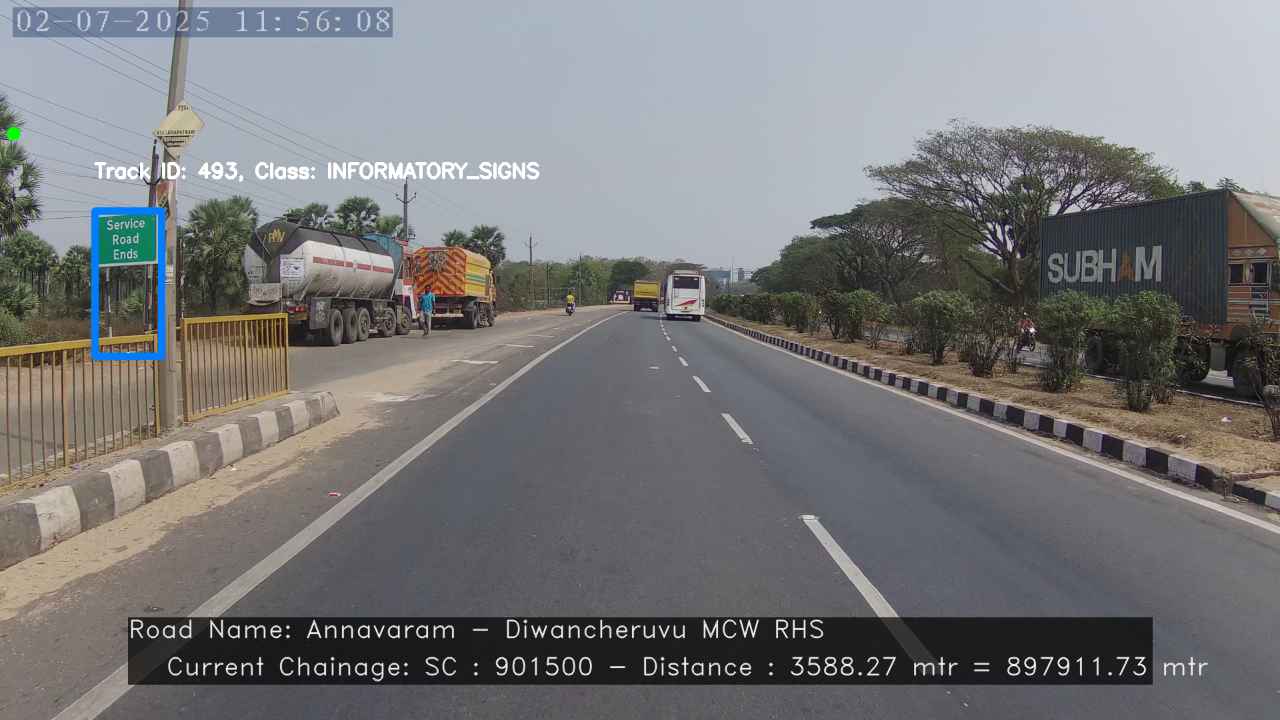 02-07-2025 11:56:08
Track ID: 493, Class: INFORMATORY_SIGNS
Service
Road
Ends
SUBHAM
Road Name: Annavaram - Diwancheruvu MCW RHS
Current Chainage: SC : 901500 - Distance : 3588.27 mtr = 897911.73 mtr